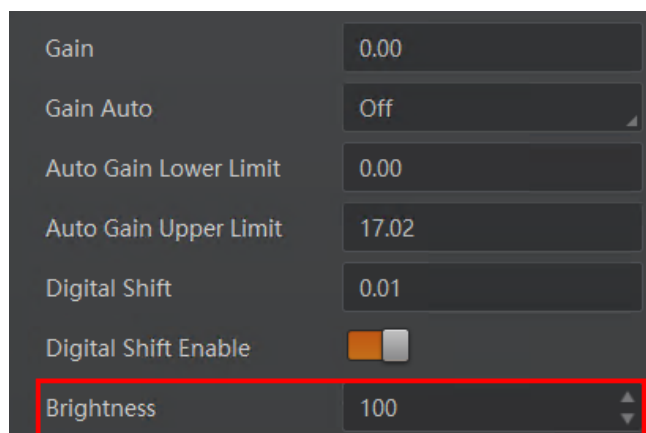 Gain 0.00
Gain Auto Off
Auto Gain Lower Limit 0.00
Auto Gain Upper Limit 17.02
Digital Shift 0.01
Digital Shift Enable
Brightness 100